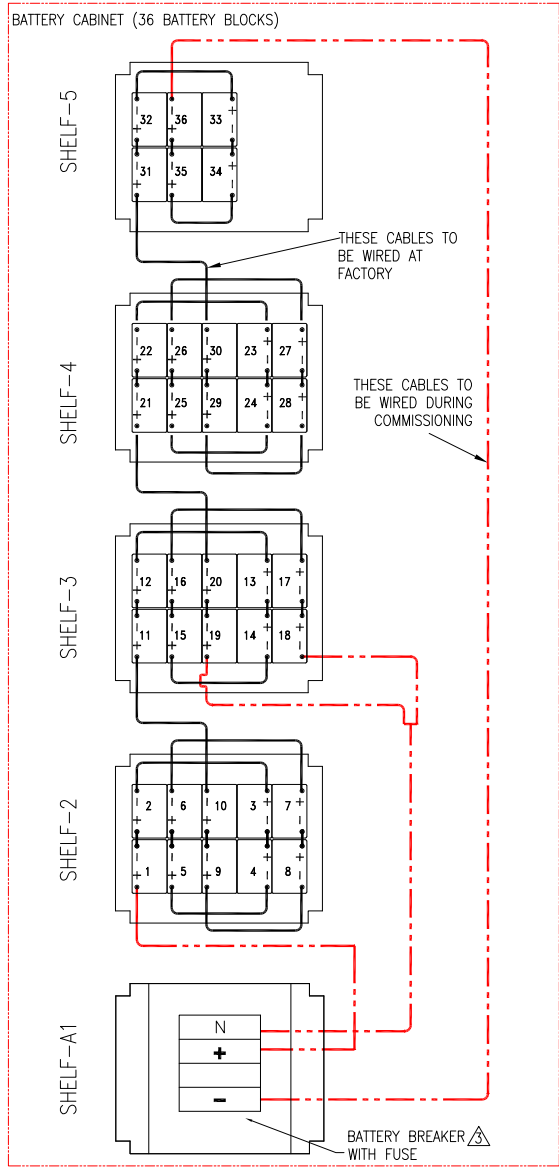 BATTERY CABINET (36 BATTERY BLOCKS)
SHELF-5
32 36 33
31 35 34
THESE CABLES TO
BE WIRED AT
FACTORY
SHELF-4
22 26 30 23 27
21 25 29 24 28
THESE CABLES TO
BE WIRED DURING
COMMISSIONING
SHELF-3
12 16 20 13 17
11 15 19 14 18
SHELF-2
2 6 10 3 7
1 5 9 4 8
SHELF-A1
N
+
-
BATTERY BREAKER 3
WITH FUSE